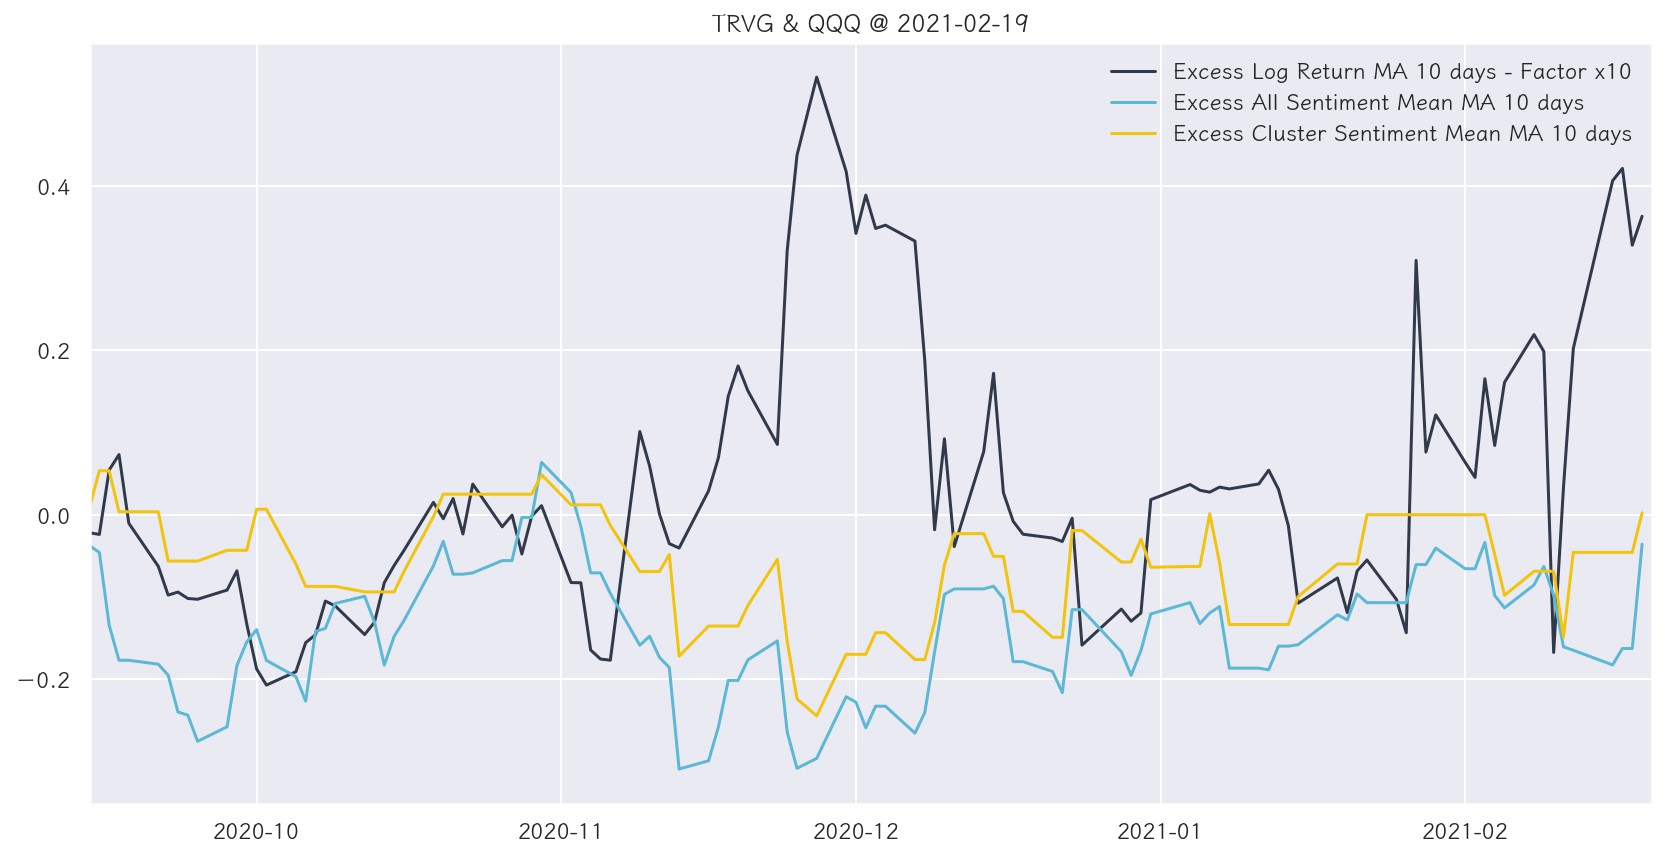 TRVG & QQQ @ 2021-02-19
Excess Log Return MA 10 days - Factor x10
Excess All Sentiment Mean MA 10 days
Excess Cluster Sentiment Mean MA 10 days
0.4
0.2
0.0
−0.2
2020-10 2020-11 2020-12 2021-01 2021-02